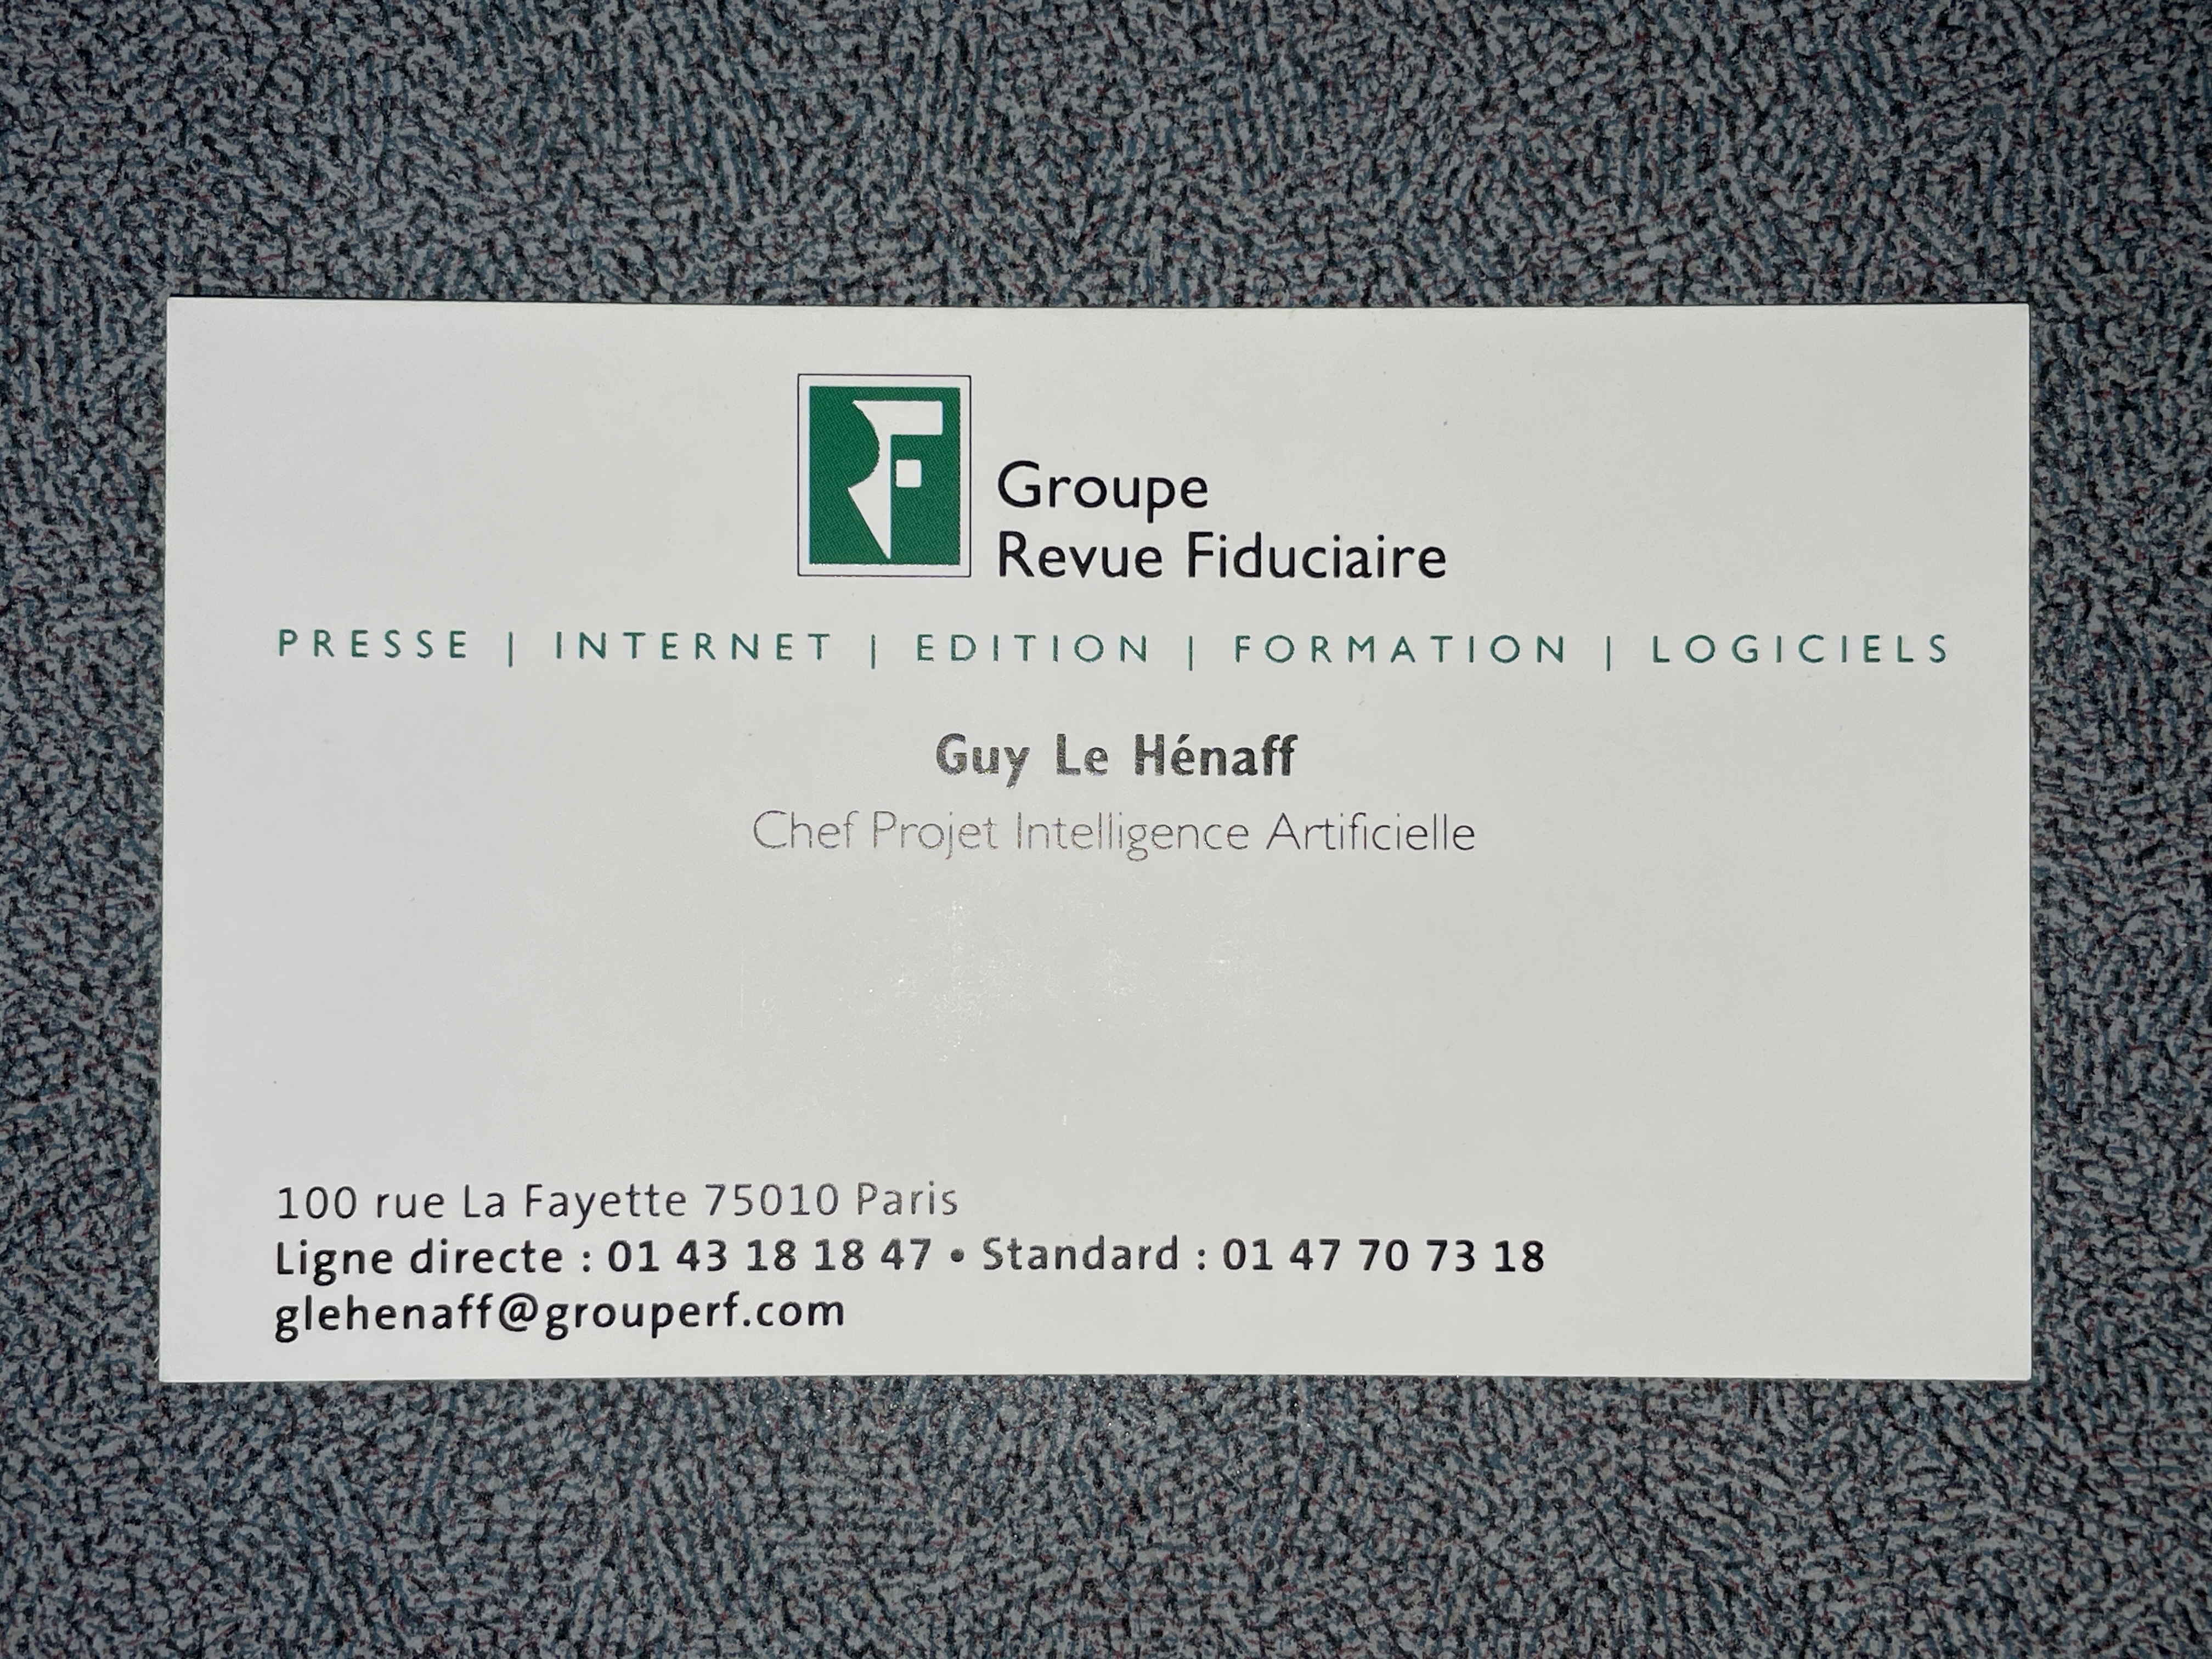 RF
Groupe
Revue Fiduciaire
PRESSE | INTERNET | EDITION | FORMATION | LOGICIELS
Guy Le Hénaff
Chef Projet Intelligence Artificielle
100 rue La Fayette 75010 Paris
Ligne directe : 01 43 18 18 47 • Standard : 01 47 70 73 18
glehenaff@grouperf.com